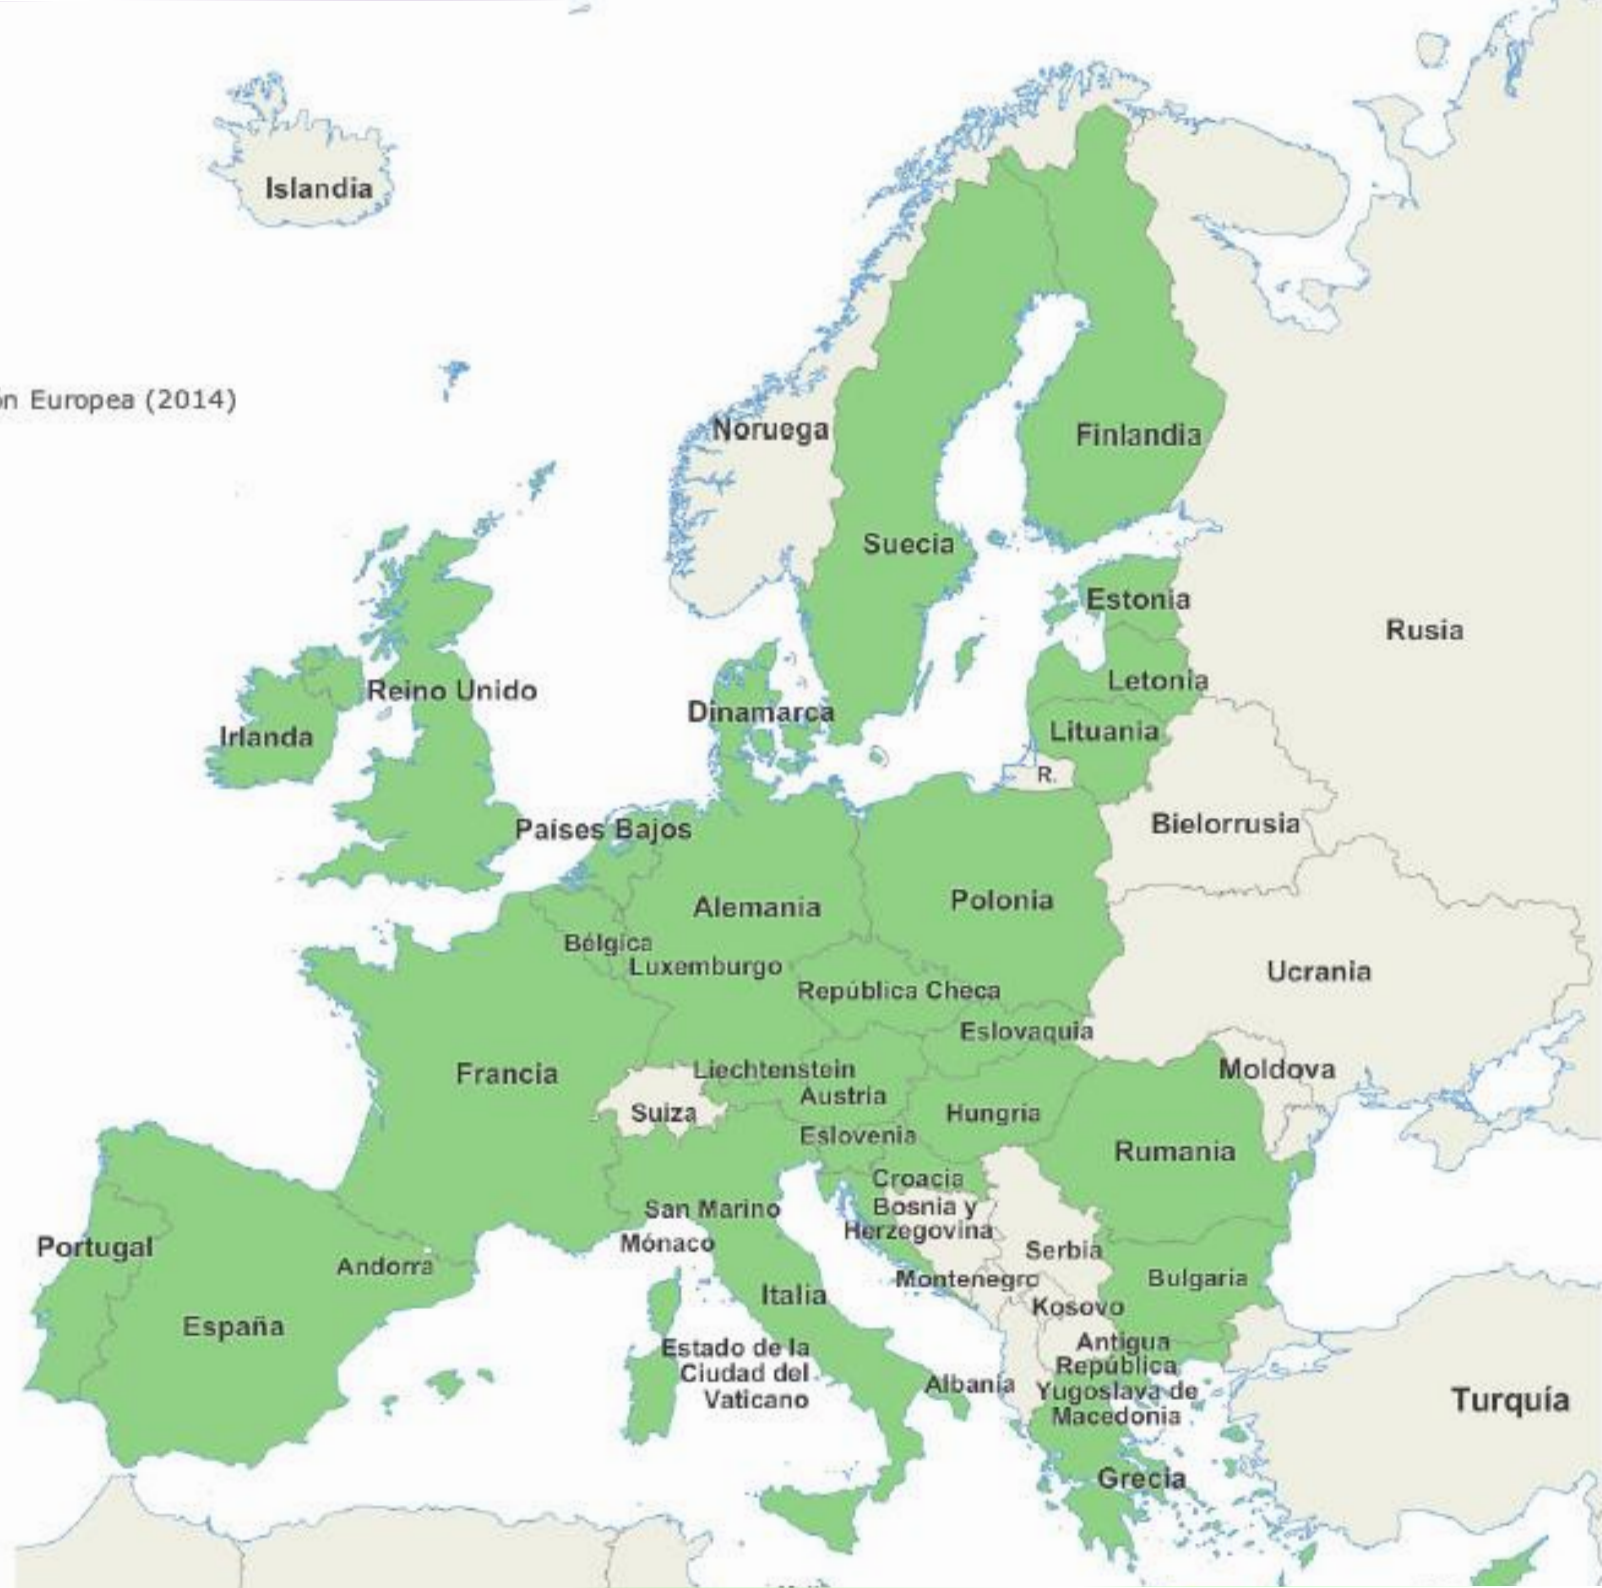 Islandia
n Europea (2014)
Noruega
Finlandia
Suecia
Estonia
Rusia
Letonia
Reino Unido
Dinamarca
Lituania
Irlanda
R.
Países Bajos
Bielorrusia
Alemania
Polonia
Bélgica
Luxemburgo
República Checa
Ucrania
Eslovaquia
Francia
Liechtenstein
Moldova
Austria
Suiza
Hungría
Eslovenia
Rumanía
Croacia
San Marino
Bosnia y
Herzegovina
Mónaco
Portugal
Andorra
Serbia
Montenegro
Bulgaria
Italia
Kosovo
España
Estado de la
Ciudad del
Vaticano
Antigua
República
Yugoslava de
Macedonia
Albania
Turquía
Grecia